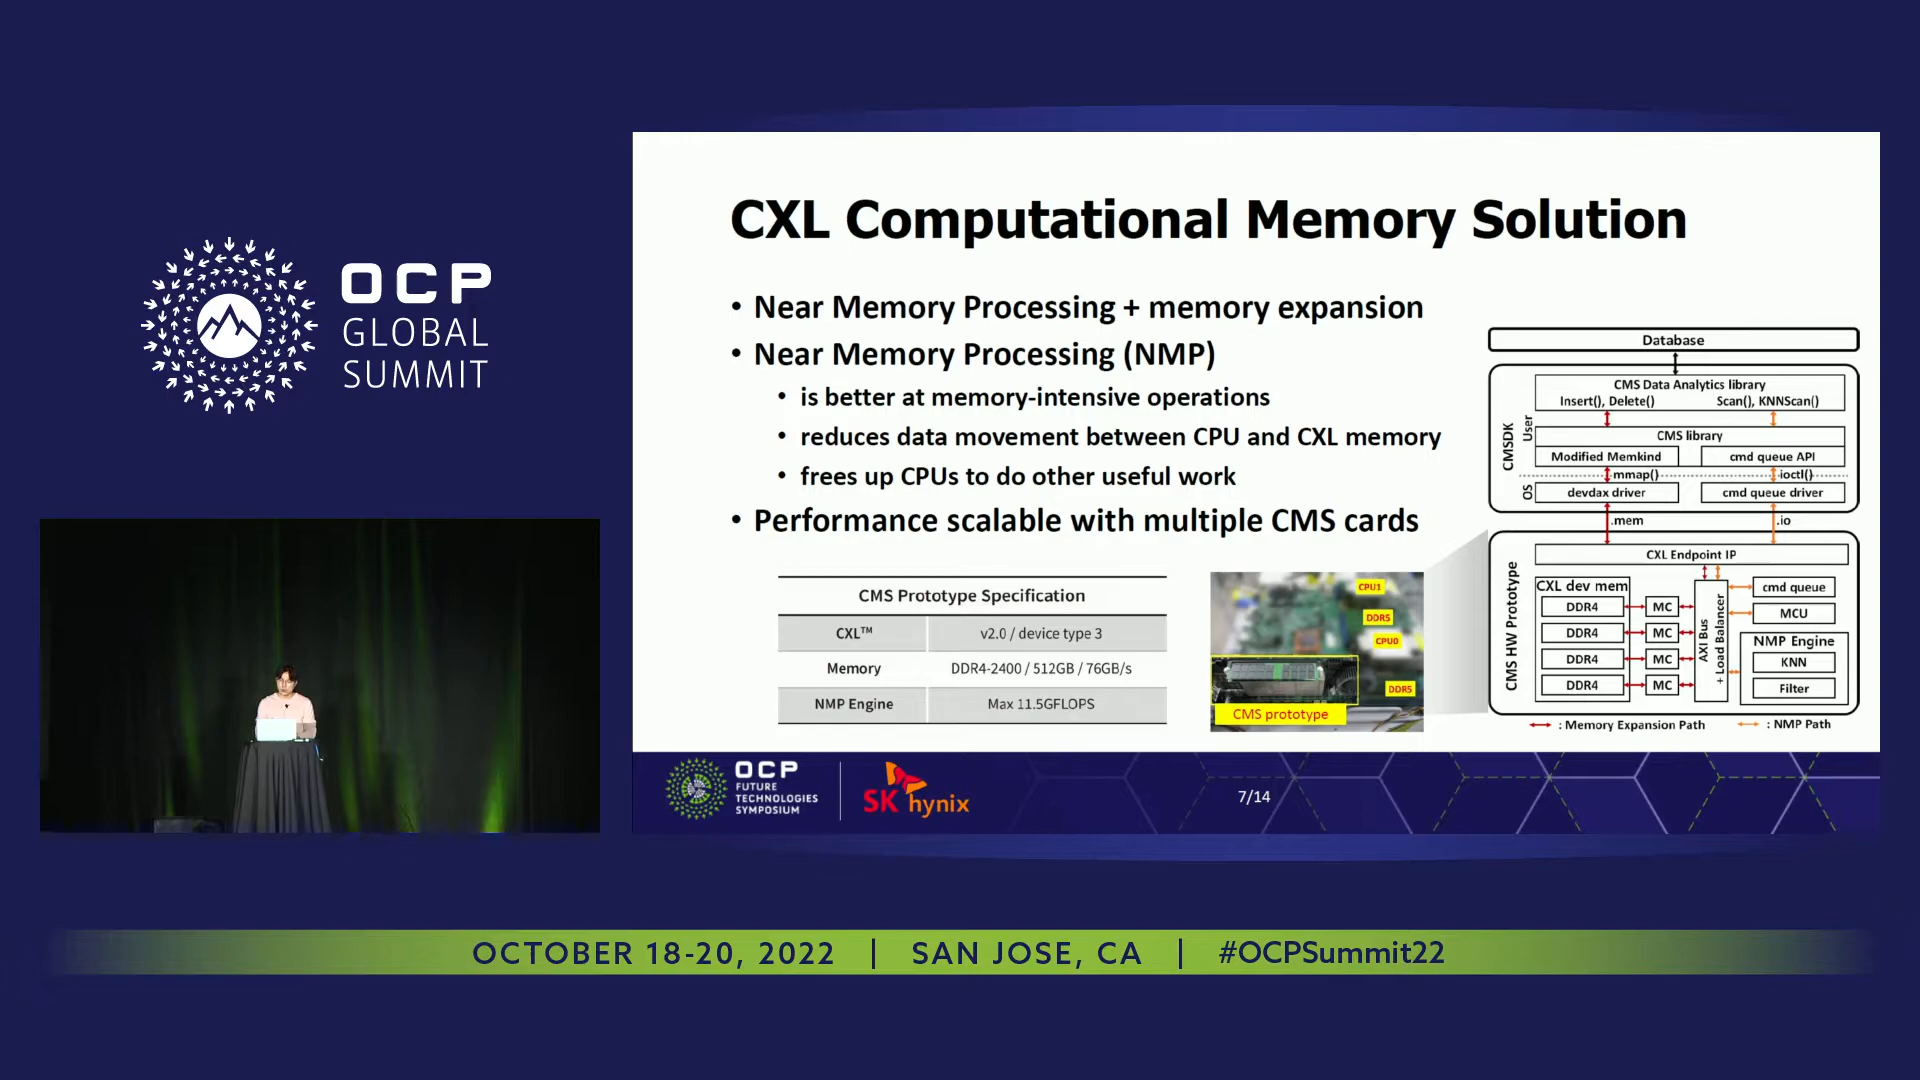 OCP
GLOBAL
SUMMIT
CXL Computational Memory Solution
• Near Memory Processing + memory expansion
• Near Memory Processing (NMP)
• is better at memory-intensive operations
• reduces data movement between CPU and CXL memory
• frees up CPUs to do other useful work
• Performance scalable with multiple CMS cards
CMS Prototype Specification
CXL™ v2.0 / device type 3
Memory DDR4-2400 / 512GB / 76GB/s
NMP Engine Max 11.5GFLOPS
CPU1
DDR5
CPU0
DDR5
CMS prototype
Database
CMSDK
User
OS
CMS Data Analytics library
Insert(), Delete() Scan(), KNNScan()
CMS library
Modified Memkind cmd queue API
mmap() ioctl()
devdax driver cmd queue driver
.mem .io
CMS HW Prototype
CXL Endpoint IP
CXL dev mem
DDR4 MC
DDR4 MC
DDR4 MC
DDR4 MC
AXI Bus
+ Load Balancer
cmd queue
MCU
NMP Engine
KNN
Filter
: Memory Expansion Path : NMP Path
OCP
FUTURE
TECHNOLOGIES
SYMPOSIUM
SK hynix
7/14
OCTOBER 18-20, 2022 | SAN JOSE, CA | #OCPSummit22